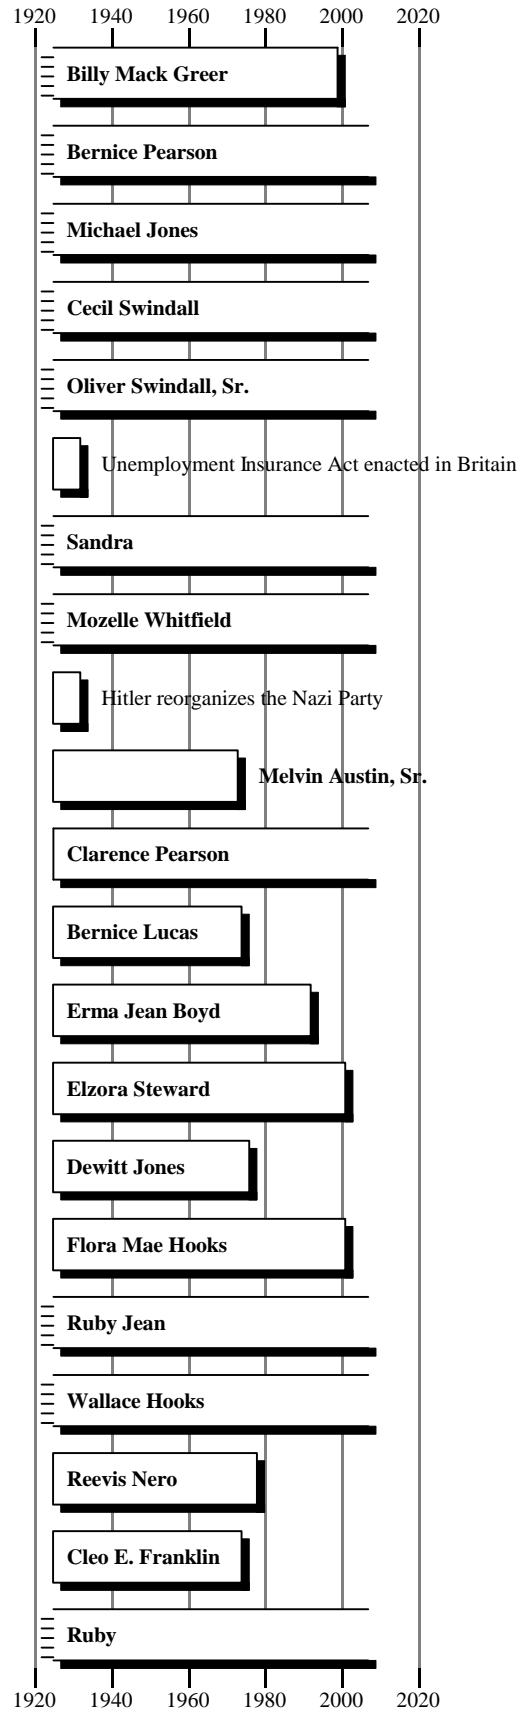 1920 1940 1960 1980 2000 2020
Billy Mack Greer
Bernice Pearson
Michael Jones
Cecil Swindall
Oliver Swindall, Sr.
Unemployment Insurance Act enacted in Britain
Sandra
Mozelle Whitfield
Hitler reorganizes the Nazi Party
Melvin Austin, Sr.
Clarence Pearson
Bernice Lucas
Erma Jean Boyd
Elzora Steward
Dewitt Jones
Flora Mae Hooks
Ruby Jean
Wallace Hooks
Reevis Nero
Cleo E. Franklin
Ruby
1920 1940 1960 1980 2000 2020